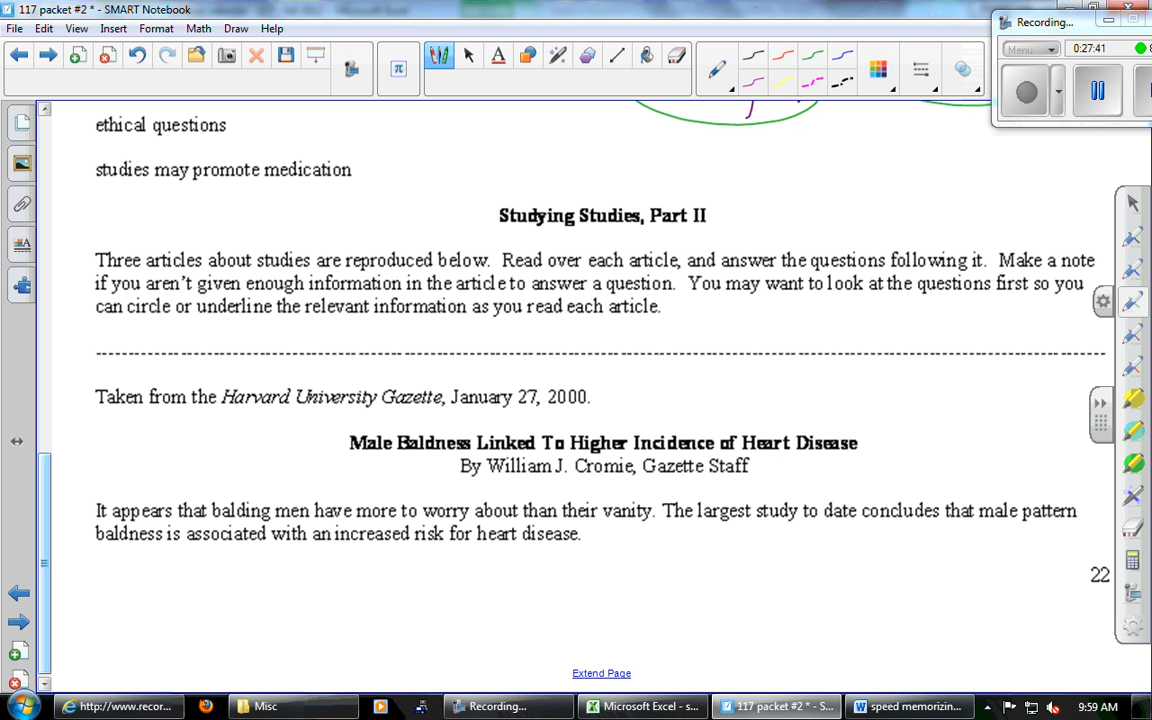 117 packet #2 * - SMART Notebook
File Edit View Insert Format Math Draw Help
Recording...
Menu
0:27:41
ethical questions
studies may promote medication
Studying Studies, Part II
Three articles about studies are reproduced below. Read over each article, and answer the questions following it. Make a note
if you aren't given enough information in the article to answer a question. You may want to look at the questions first so you
can circle or underline the relevant information as you read each article.
Taken from the Harvard University Gazette, January 27, 2000.
Male Baldness Linked To Higher Incidence of Heart Disease
By William J. Cromie, Gazette Staff
It appears that balding men have more to worry about than their vanity. The largest study to date concludes that male pattern
baldness is associated with an increased risk for heart disease.
22
Extend Page
http://www.recor...
Misc
Recording...
Microsoft Excel - s...
117 packet #2 * - S...
speed memorizin...
9:59 AM